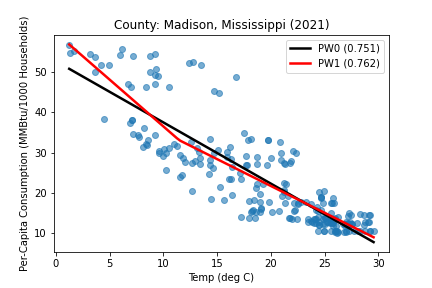 County: Madison, Mississippi (2021)
PW0 (0.751)
PW1 (0.762)
Per-Capita Consumption (MMBtu/1000 Households)
50
40
30
20
10
0 5 10 15 20 25 30
Temp (deg C)